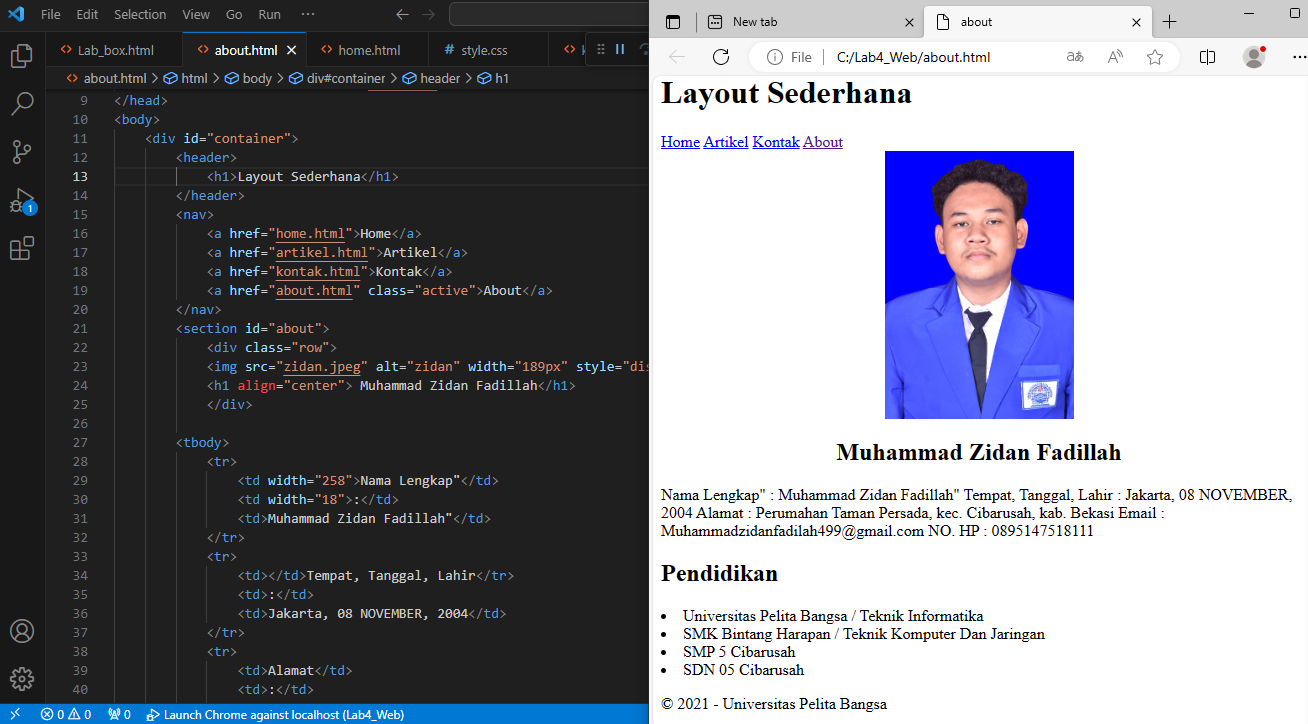 File Edit Selection View Go Run ···
Lab_box.html about.html home.html # style.css
about.html > html > body > div#container > header > h1
9 </head>
10 <body>
11 <div id="container">
12 <header>
13 <h1>Layout Sederhana</h1>
14 </header>
15 <nav>
16 <a href="home.html">Home</a>
17 <a href="artikel.html">Artikel</a>
18 <a href="kontak.html">Kontak</a>
19 <a href="about.html" class="active">About</a>
20 </nav>
21 <section id="about">
22 <div class="row">
23 <img src="zidan.jpeg" alt="zidan" width="189px" style="dis
24 <h1 align="center"> Muhammad Zidan Fadillah</h1>
25 </div>
26
27 <tbody>
28 <tr>
29 <td width="258">Nama Lengkap"</td>
30 <td width="18">:</td>
31 <td>Muhammad Zidan Fadillah"</td>
32 </tr>
33 <tr>
34 <td></td>Tempat, Tanggal, Lahir</tr>
35 <td>:</td>
36 <td>Jakarta, 08 NOVEMBER, 2004</td>
37 </tr>
38 <tr>
39 <td>Alamat</td>
40 <td>:</td>
1
0 0 0 Launch Chrome against localhost (Lab4_Web)
New tab about
File C:/Lab4_Web/about.html
Layout Sederhana
Home Artikel Kontak About
Muhammad Zidan Fadillah
Nama Lengkap" : Muhammad Zidan Fadillah" Tempat, Tanggal, Lahir : Jakarta, 08 NOVEMBER,
2004 Alamat : Perumahan Taman Persada, kec. Cibarusah, kab. Bekasi Email :
Muhammadzidanfadilah499@gmail.com NO. HP : 0895147518111
Pendidikan
• Universitas Pelita Bangsa / Teknik Informatika
• SMK Bintang Harapan / Teknik Komputer Dan Jaringan
• SMP 5 Cibarusah
• SDN 05 Cibarusah
© 2021 - Universitas Pelita Bangsa